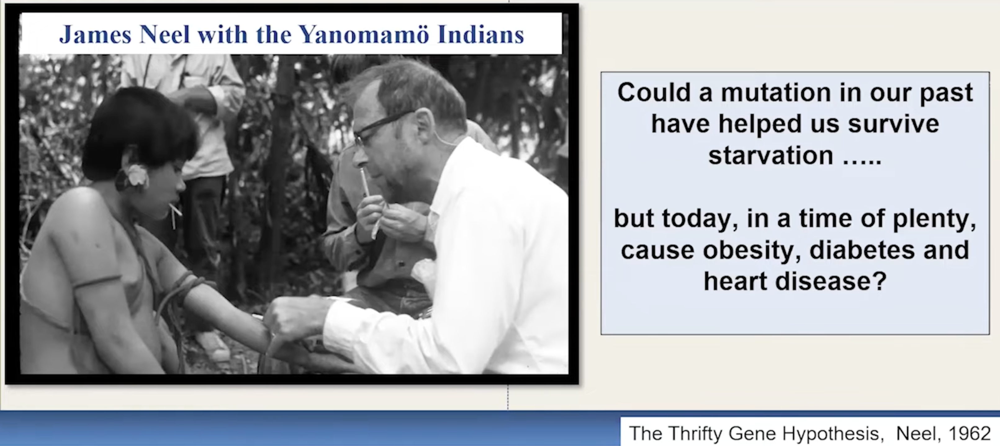 James Neel with the Yanomamö Indians
Could a mutation in our past
have helped us survive
starvation …..
but today, in a time of plenty,
cause obesity, diabetes and
heart disease?
The Thrifty Gene Hypothesis, Neel, 1962